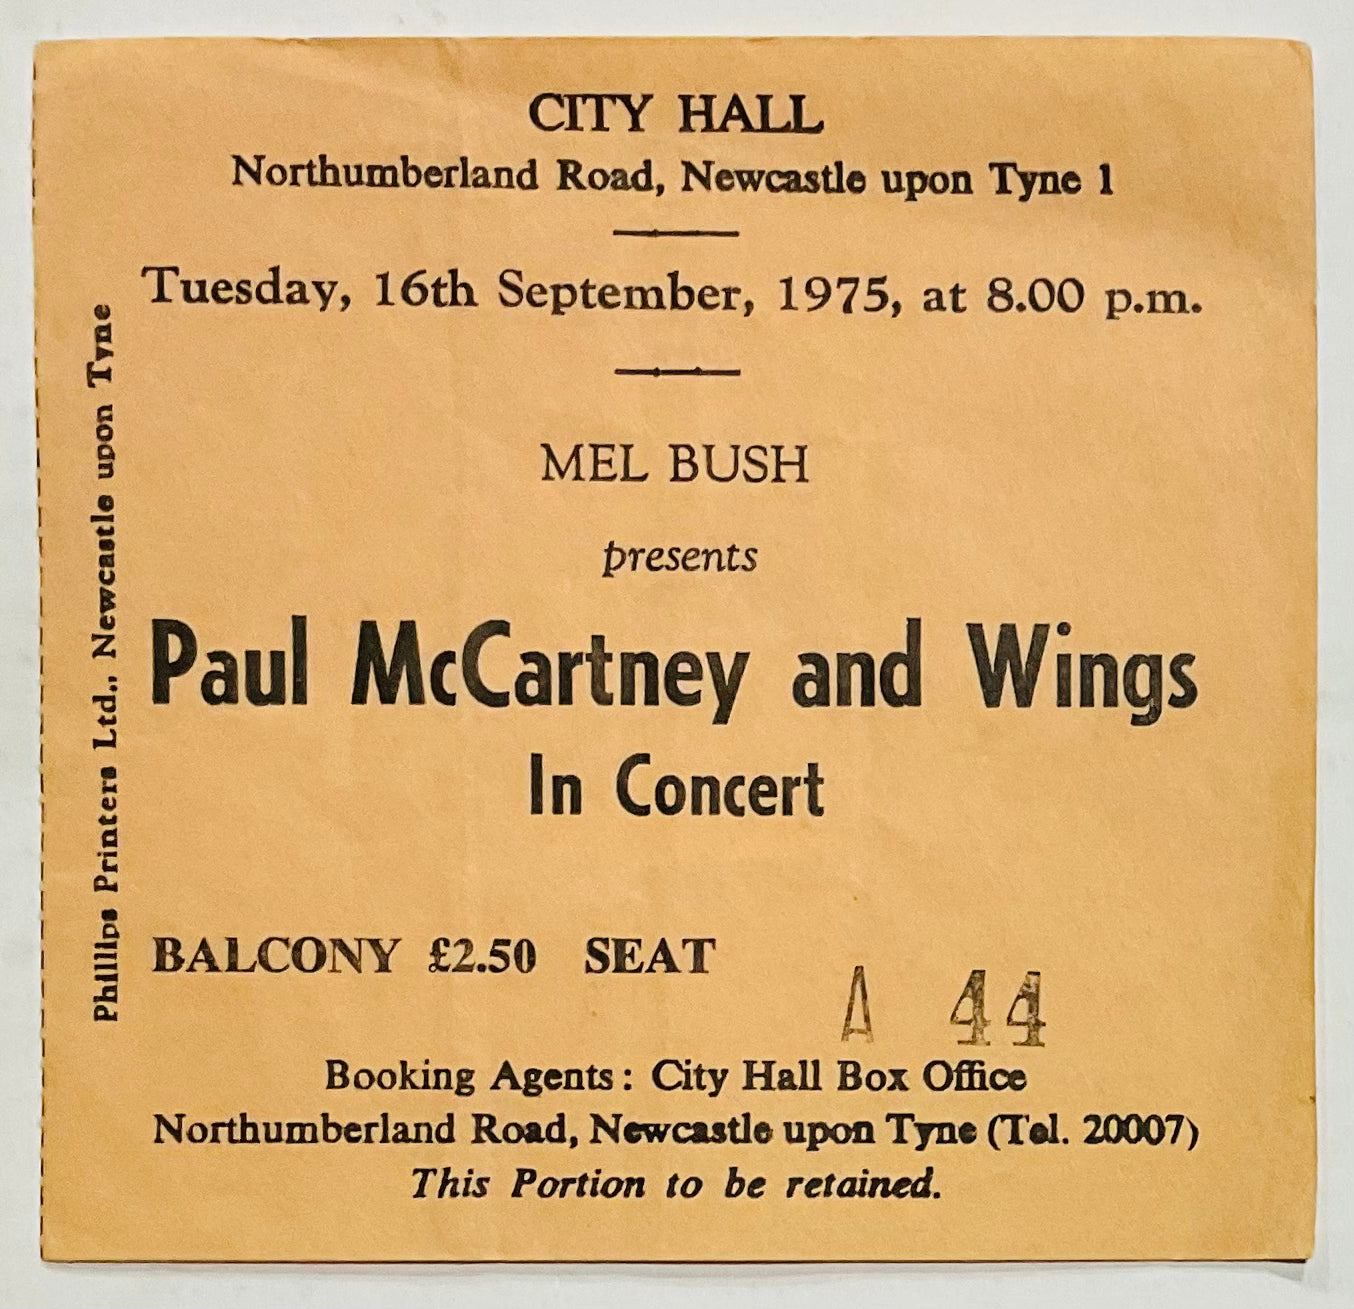 CITY HALL
Northumberland Road, Newcastle upon Tyne 1
Tuesday, 16th September, 1975, at 8.00 p.m.
MEL BUSH
presents
Paul McCartney and Wings
In Concert
BALCONY £2.50 SEAT
A 44
Booking Agents: City Hall Box Office
Northumberland Road, Newcastle upon Tyne (Tel. 20007)
This Portion to be retained.
Phillips Printers Ltd., Newcastle upon Tyne